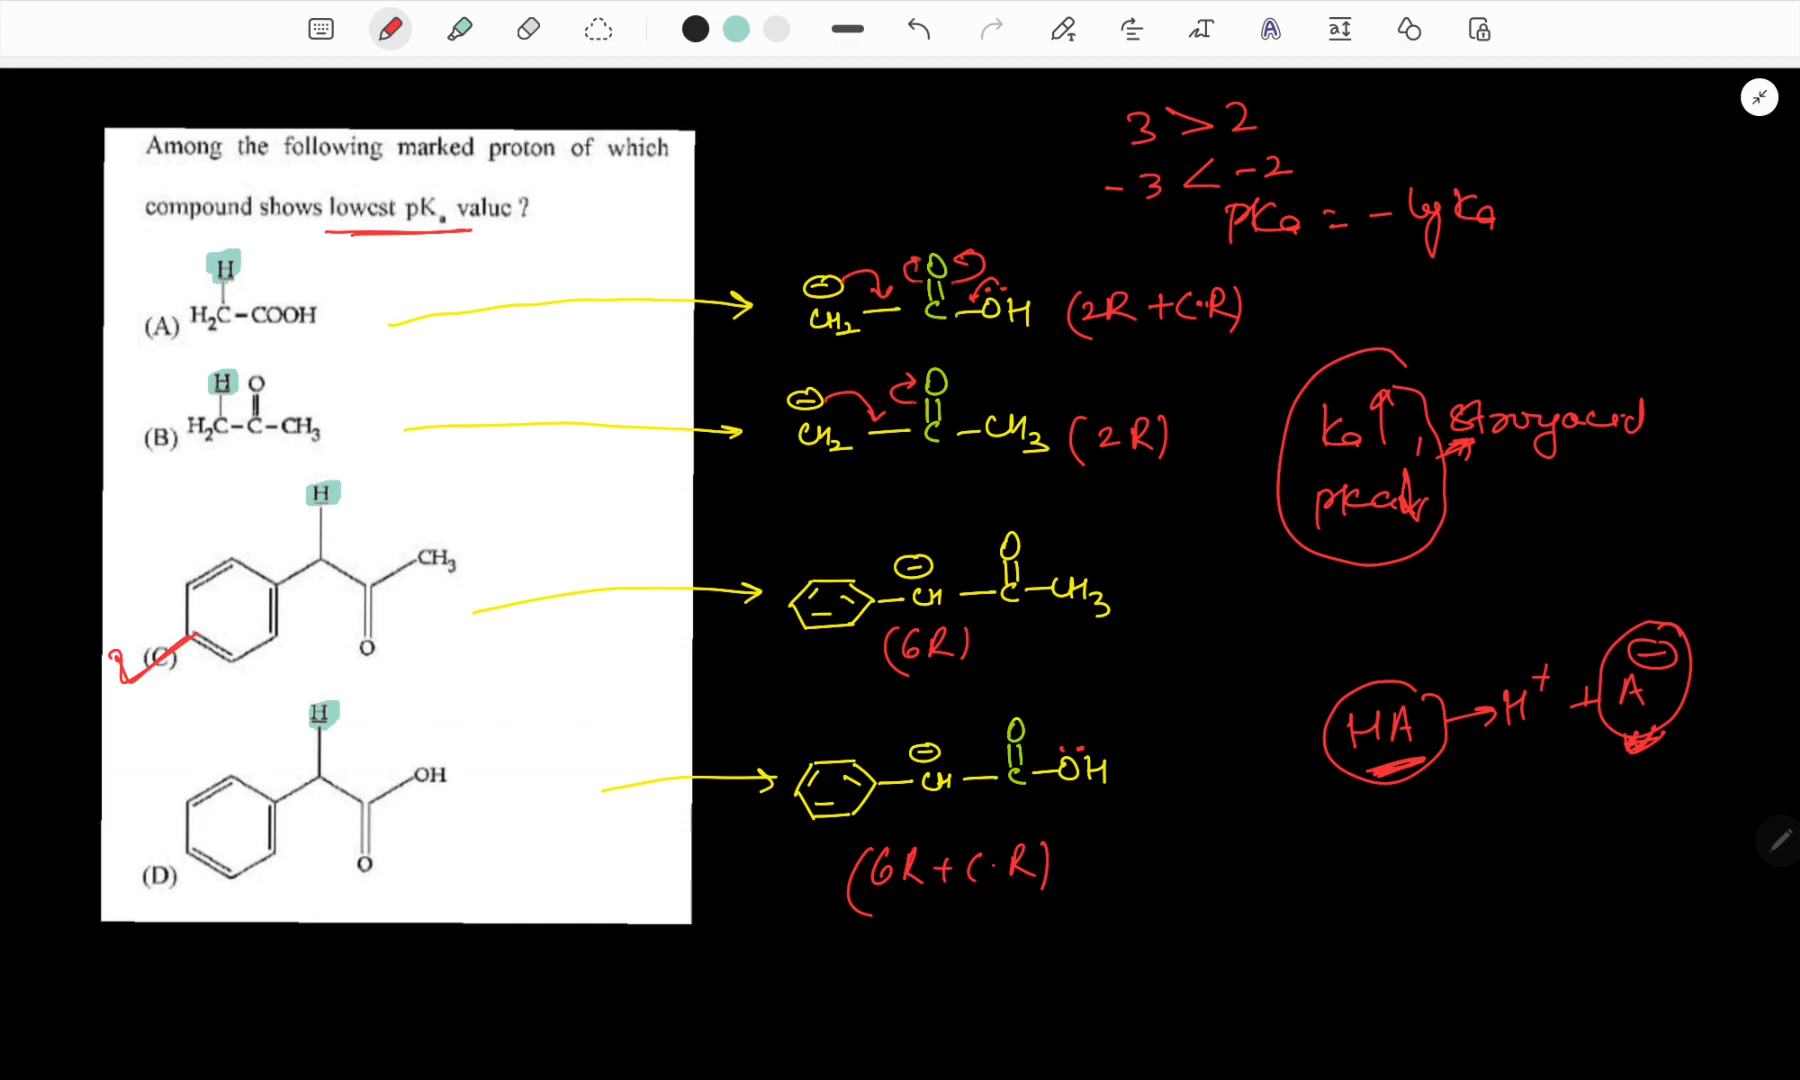 Among the following marked proton of which
compound shows lowest pKa value ?
H
(A) H2C-COOH
H O
(B) H2C-C-CH3
H
CH3
O
(C)
H
OH
O
(D)
3 > 2
-3 < -2
pKa = - log Ka
⊖ O
CH2 - C - OH (2R + C.R)
⊖ O
CH2 - C - CH3 (2R)
⊖ O
CH - C - CH3
(6R)
⊖ O
CH - C - OH
(6R + C.R)
Ka↑, strong acid
pKa↓
HA → H+ + A⊖